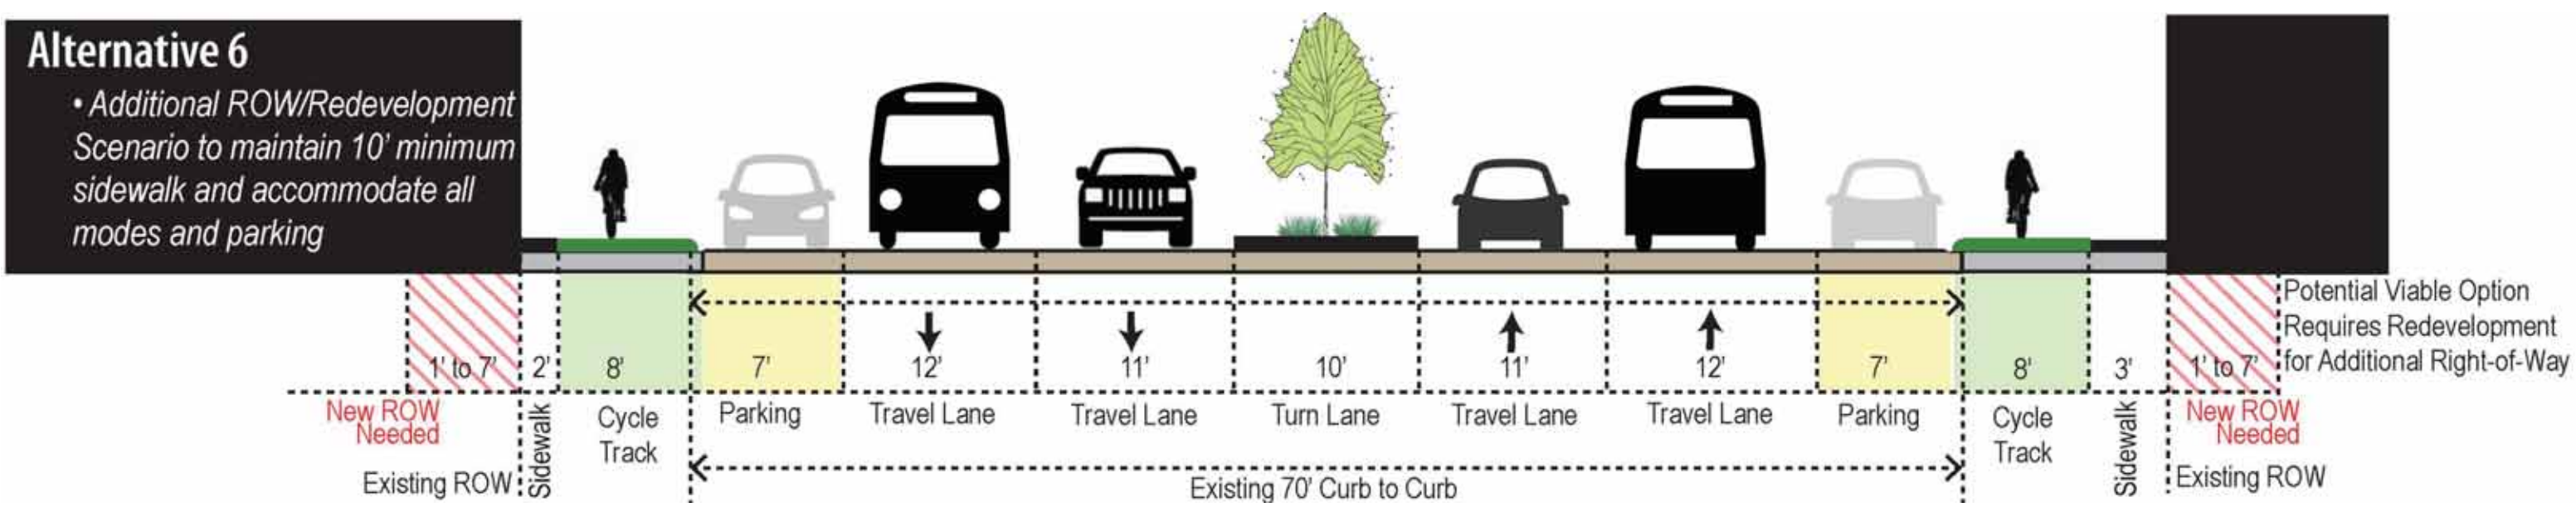 Alternative 6
• Additional ROW/Redevelopment
Scenario to maintain 10' minimum
sidewalk and accommodate all
modes and parking
Potential Viable Option
Requires Redevelopment
for Additional Right-of-Way
1' to 7' 2' 8' 7' 12' 11' 10' 11' 12' 7' 8' 3' 1' to 7'
New ROW
Needed
Sidewalk
Cycle
Track
Parking
Travel Lane
Travel Lane
Turn Lane
Travel Lane
Travel Lane
Parking
Cycle
Track
Sidewalk
New ROW
Needed
Existing ROW
Existing 70' Curb to Curb
Existing ROW